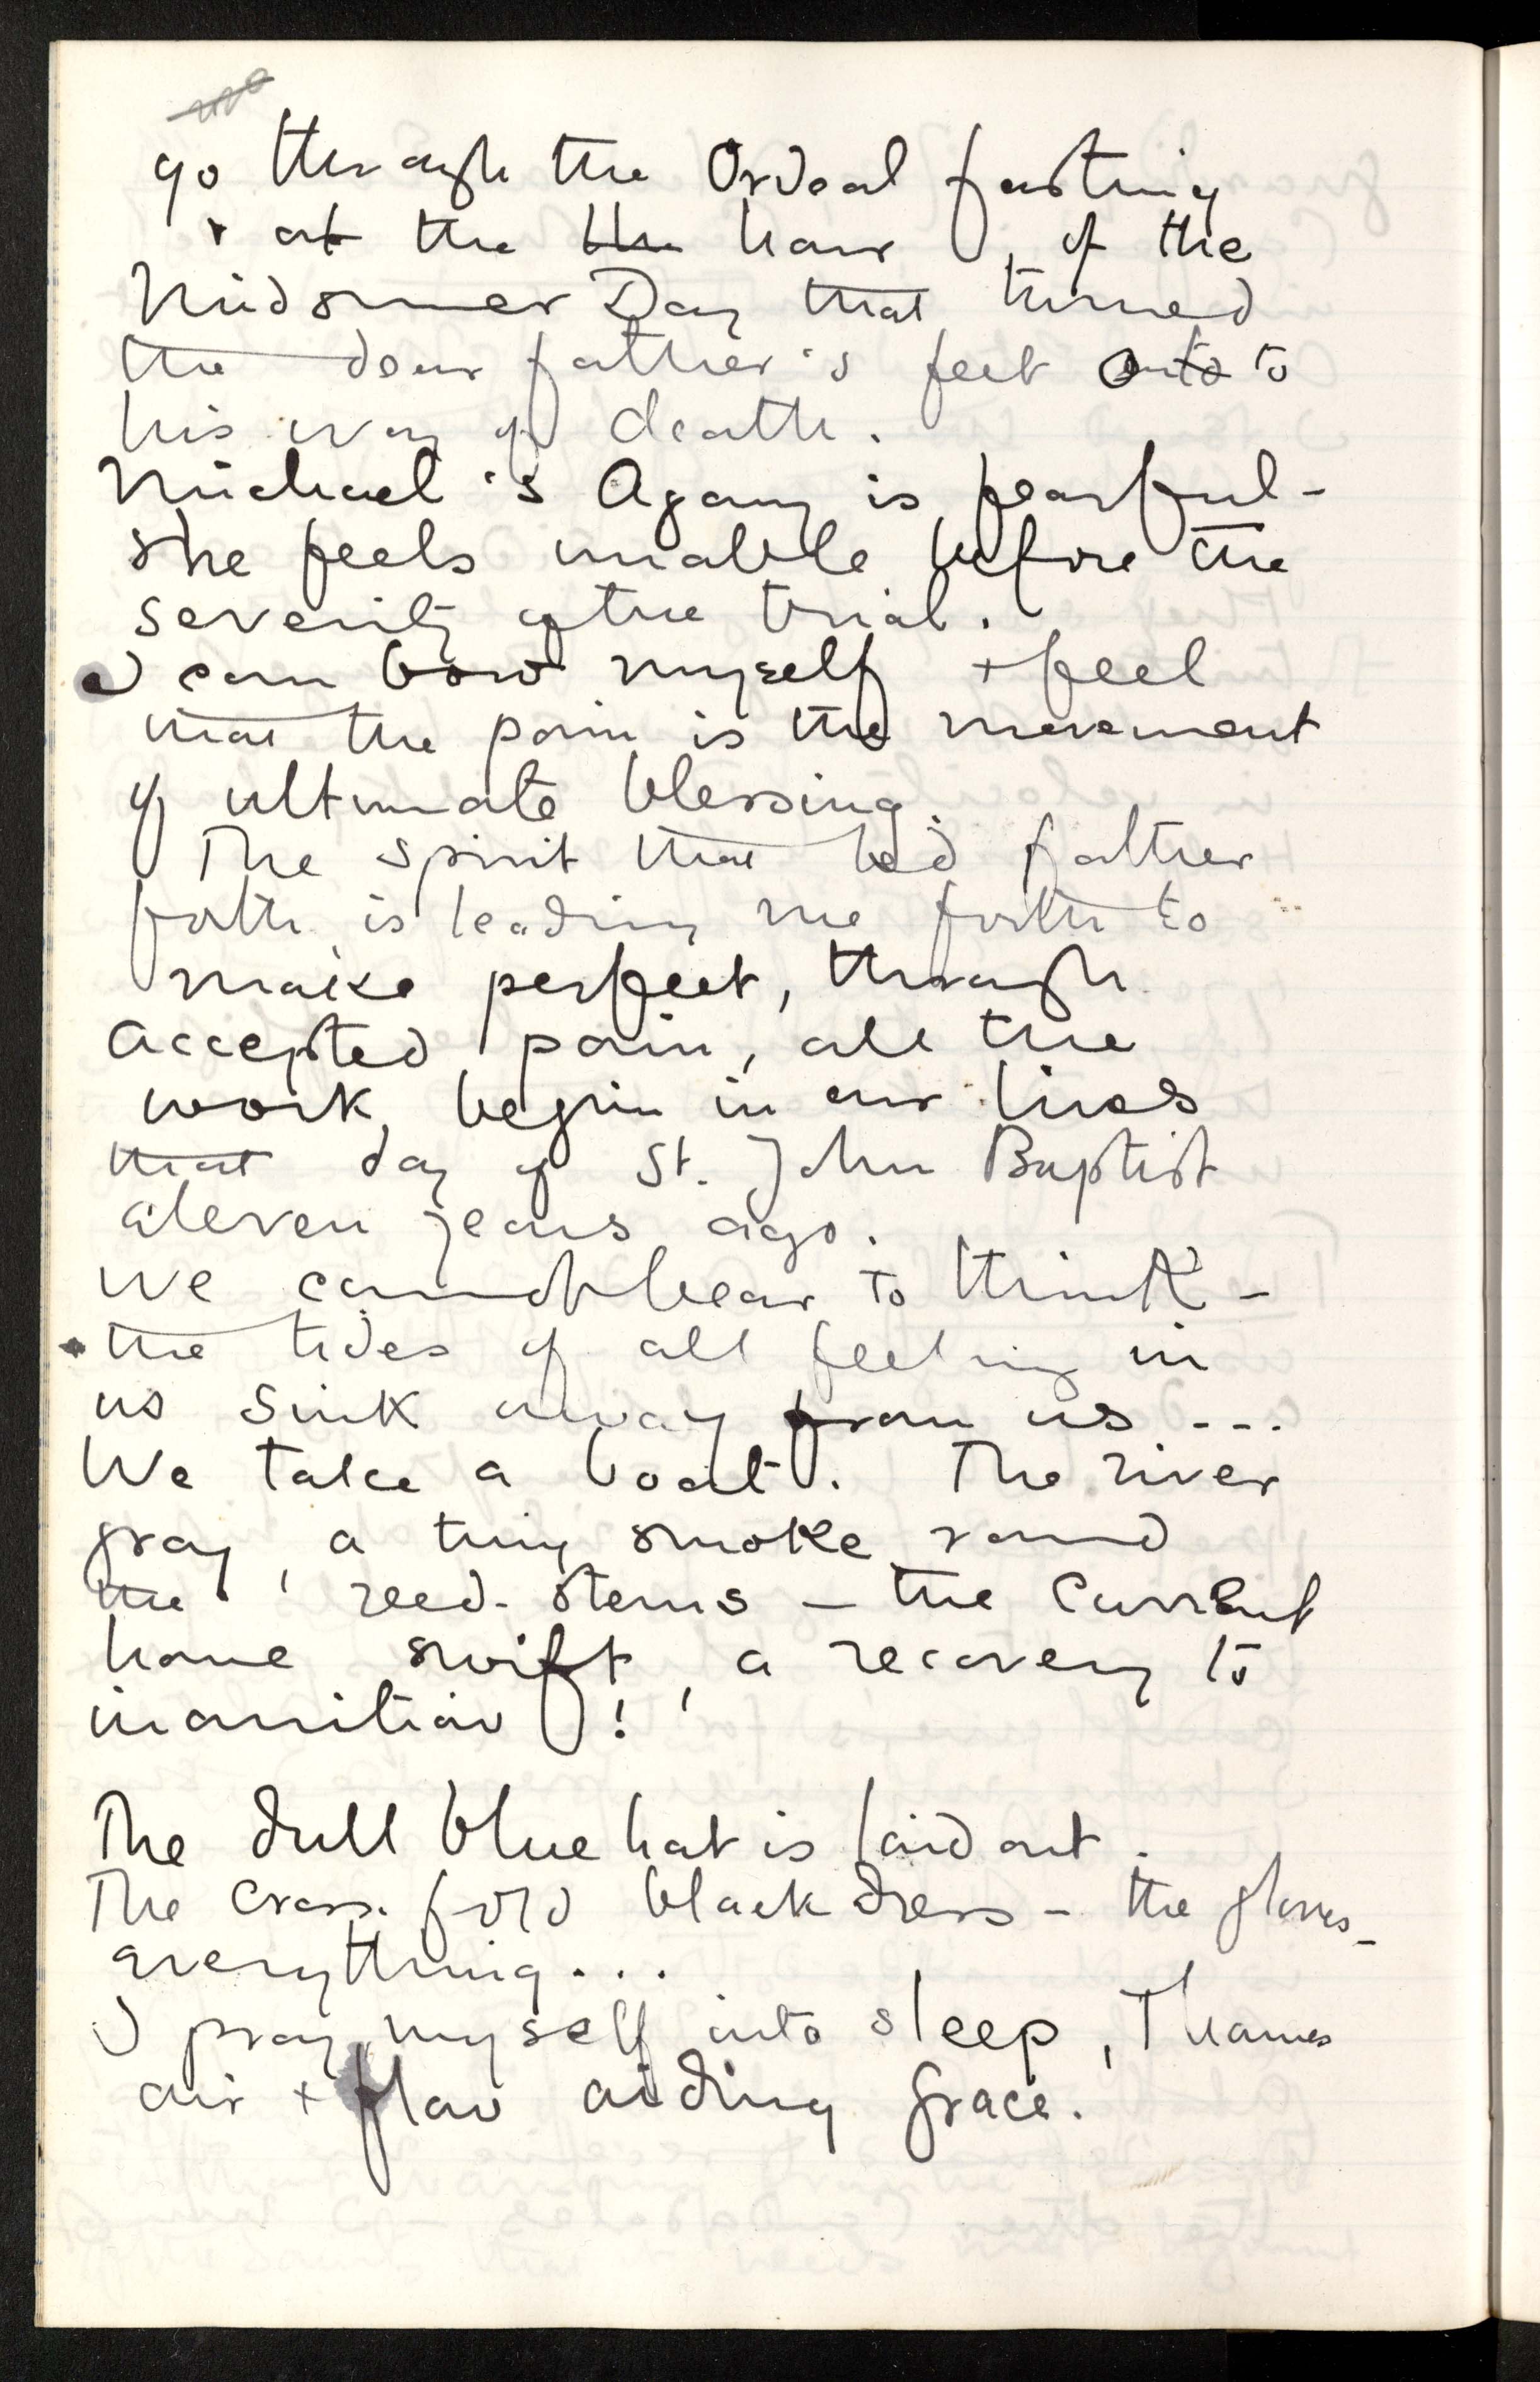 go through the Ordeal fasting
+ at the the hour of the
Midsummer Day that turned
the dear father's feet onto to
his way of death.
Michael's Agony is fearful -
She feels unable before the
severity of the trial.
I can bow myself + feel
that the pain is the movement
of ultimate blessing.
The spirit that led father
forth is leading me forth to
make perfect, through
accepted pain, all the
work begun in our lives
that day of St. John Baptist
eleven years ago.
We cannot bear to think -
the tides of all feeling in
us sink away from us ...
We take a boat. The river
gray, a tiny smoke round
the reed-stems - the current
home swift, a recovery to
inanition!
The dull blue hat is laid out.
The cross-fold black dress - the gloves -
everything...
I pray myself into sleep, Thames
air + flow aiding grace.